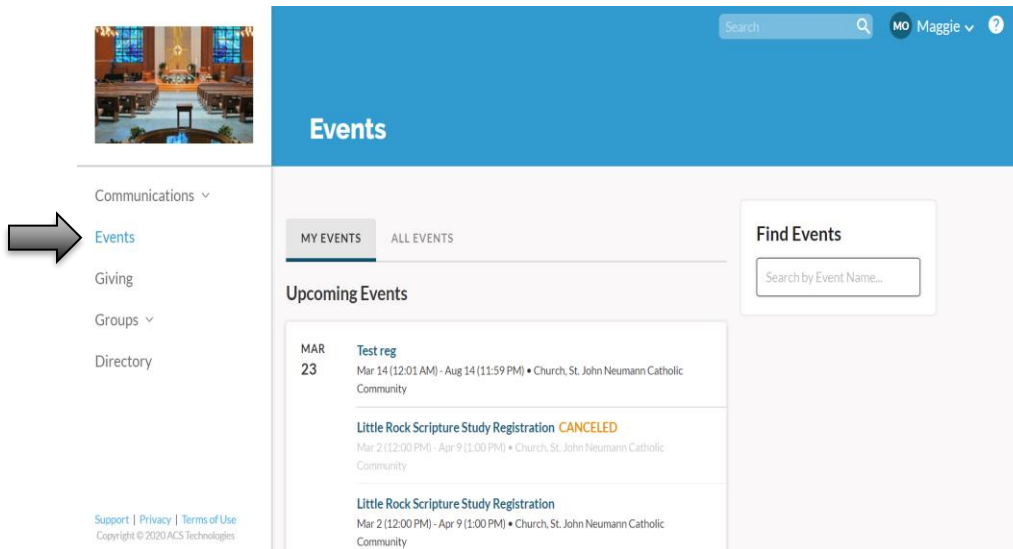 Search
MO Maggie
?
Events
Communications
Events
Giving
Groups
Directory
Support | Privacy | Terms of Use
Copyright © 2020 ACS Technologies
MY EVENTS ALL EVENTS
Upcoming Events
MAR
23
Test reg
Mar 14 (12:01 AM) - Aug 14 (11:59 PM) • Church, St. John Neumann Catholic
Community
Little Rock Scripture Study Registration CANCELED
Mar 2 (12:00 PM) - Apr 9 (1:00 PM) • Church, St. John Neumann Catholic
Community
Little Rock Scripture Study Registration
Mar 2 (12:00 PM) - Apr 9 (1:00 PM) • Church, St. John Neumann Catholic
Community
Find Events
Search by Event Name...